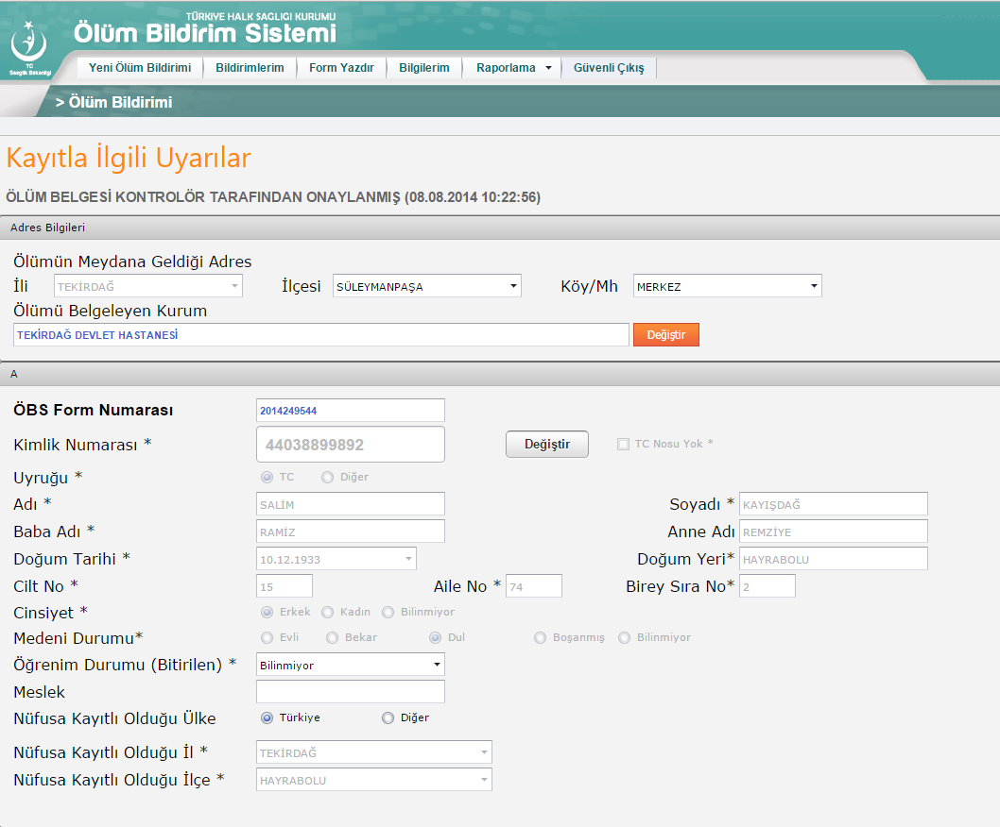 TÜRKİYE HALK SAĞLIĞI KURUMU
Ölüm Bildirim Sistemi
TC
Sağlık Bakanlığı
Yeni Ölüm Bildirimi Bildirimlerim Form Yazdır Bilgilerim Raporlama Güvenli Çıkış
> Ölüm Bildirimi
Kayıtla İlgili Uyarılar
ÖLÜM BELGESİ KONTROLÖR TARAFINDAN ONAYLANMIŞ (08.08.2014 10:22:56)
Adres Bilgileri
Ölümün Meydana Geldiği Adres
İli TEKİRDAĞ İlçesi SÜLEYMANPAŞA Köy/Mh MERKEZ
Ölümü Belgeleyen Kurum
TEKİRDAĞ DEVLET HASTANESİ Değiştir
A
ÖBS Form Numarası 2014249544
Kimlik Numarası * 44038899892 Değiştir TC Nosu Yok *
Uyruğu * TC Diğer
Adı * SALİM Soyadı * KAYIŞDAĞ
Baba Adı * RAMİZ Anne Adı REMZİYE
Doğum Tarihi * 10.12.1933 Doğum Yeri* HAYRABOLU
Cilt No * 15 Aile No * 74 Birey Sıra No* 2
Cinsiyet * Erkek Kadın Bilinmiyor
Medeni Durumu* Evli Bekar Dul Boşanmış Bilinmiyor
Öğrenim Durumu (Bitirilen) * Bilinmiyor
Meslek
Nüfusa Kayıtlı Olduğu Ülke Türkiye Diğer
Nüfusa Kayıtlı Olduğu İl * TEKİRDAĞ
Nüfusa Kayıtlı Olduğu İlçe * HAYRABOLU